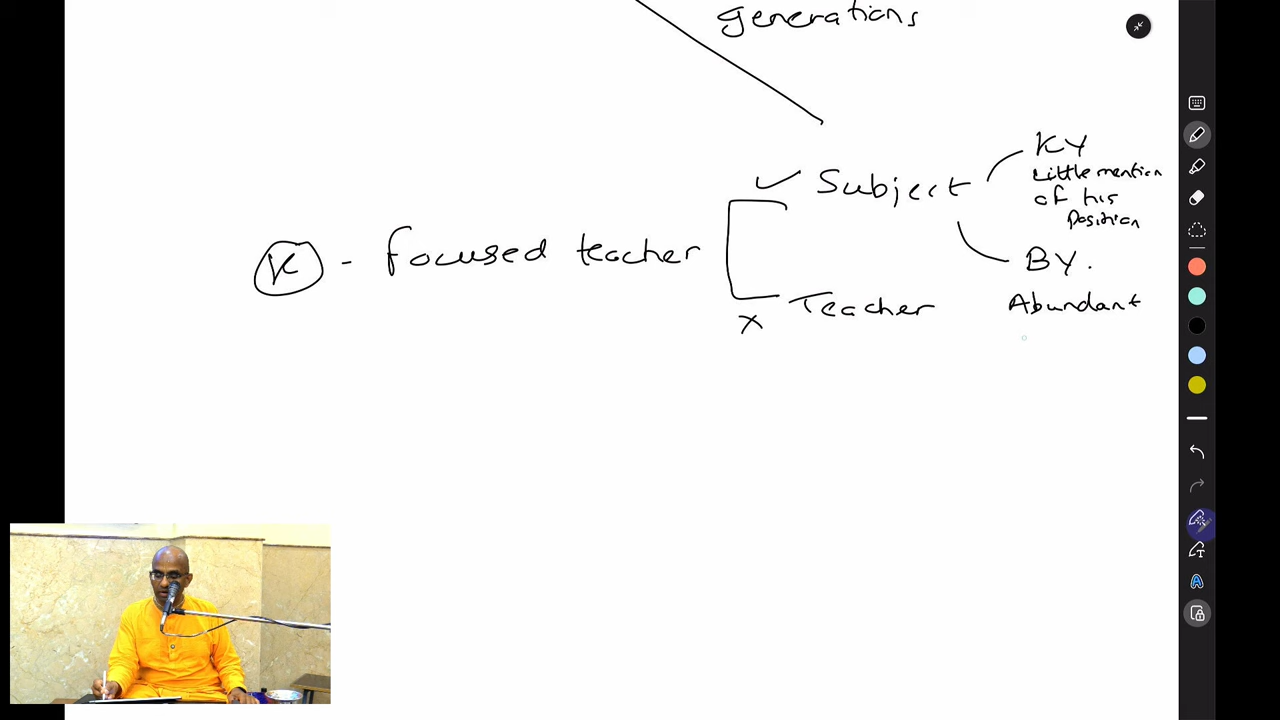 generations
✓ Subject
KY
Little mention
of his
position
BY.
Abundant
K - focused teacher
x Teacher